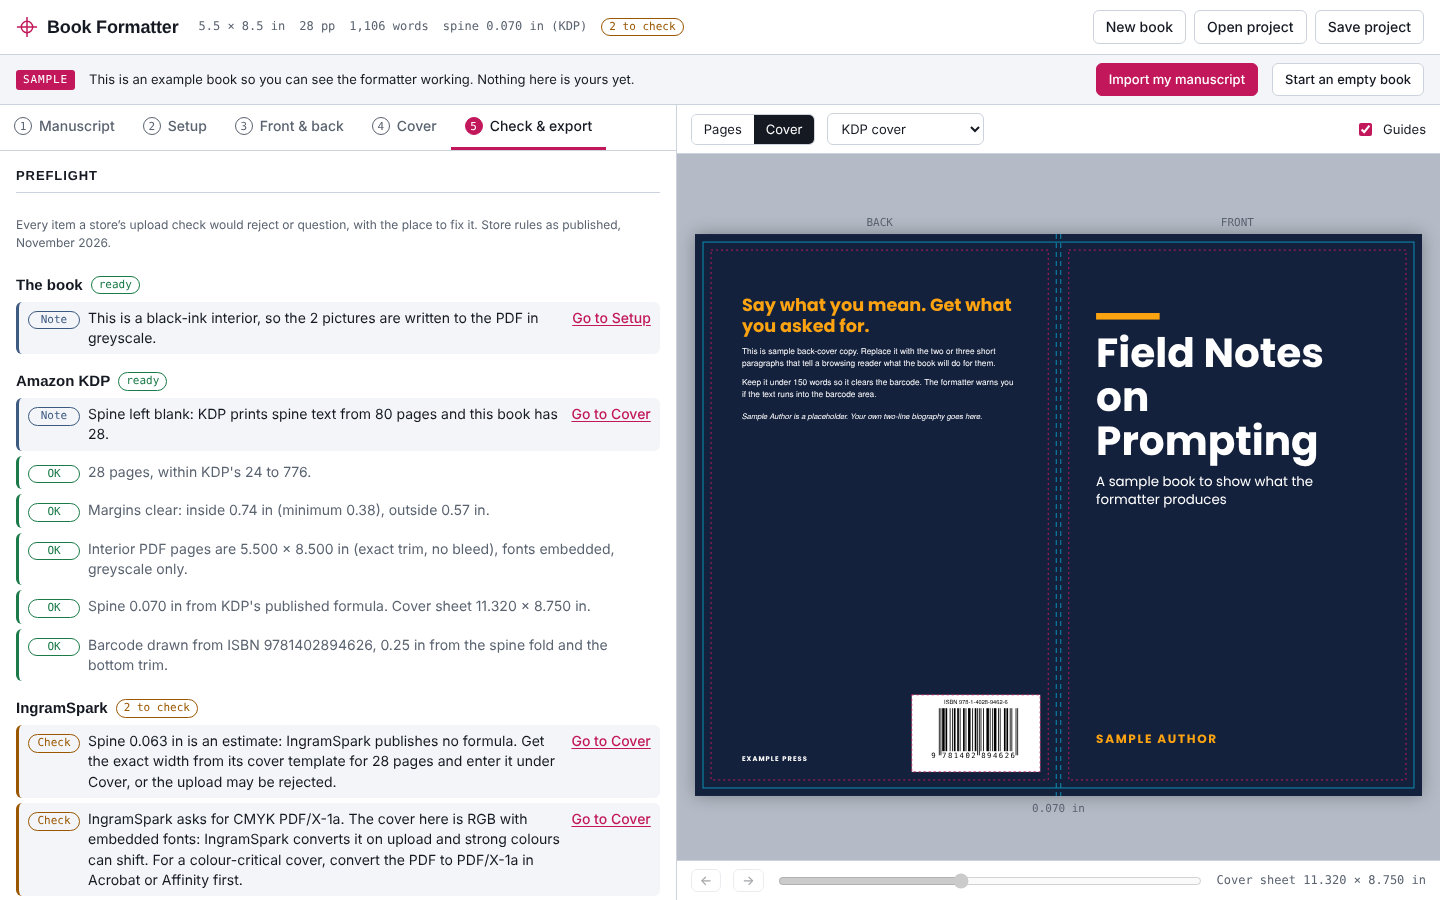 Book Formatter
5.5 × 8.5 in 28 pp 1,106 words spine 0.070 in (KDP) 2 to check
New book Open project Save project
SAMPLE This is an example book so you can see the formatter working. Nothing here is yours yet.
Import my manuscript Start an empty book
1 Manuscript 2 Setup 3 Front & back 4 Cover 5 Check & export
Pages Cover KDP cover Guides
PREFLIGHT
Every item a store's upload check would reject or question, with the place to fix it. Store rules as published,
November 2026.
The book ready
Note This is a black-ink interior, so the 2 pictures are written to the PDF in
greyscale.
Go to Setup
Amazon KDP ready
Note Spine left blank: KDP prints spine text from 80 pages and this book has
28.
Go to Cover
OK 28 pages, within KDP's 24 to 776.
OK Margins clear: inside 0.74 in (minimum 0.38), outside 0.57 in.
OK Interior PDF pages are 5.500 × 8.500 in (exact trim, no bleed), fonts embedded,
greyscale only.
OK Spine 0.070 in from KDP's published formula. Cover sheet 11.320 × 8.750 in.
OK Barcode drawn from ISBN 9781402894626, 0.25 in from the spine fold and the
bottom trim.
IngramSpark 2 to check
Check Spine 0.063 in is an estimate: IngramSpark publishes no formula. Get
the exact width from its cover template for 28 pages and enter it under
Cover, or the upload may be rejected.
Go to Cover
Check IngramSpark asks for CMYK PDF/X-1a. The cover here is RGB with
embedded fonts: IngramSpark converts it on upload and strong colours
can shift. For a colour-critical cover, convert the PDF to PDF/X-1a in
Acrobat or Affinity first.
Go to Cover
BACK
Say what you mean. Get what
you asked for.
This is sample back-cover copy. Replace it with the two or three short
paragraphs that tell a browsing reader what the book will do for them.
Keep it under 150 words so it clears the barcode. The formatter warns you
if the text runs into the barcode area.
Sample Author is a placeholder. Your own two-line biography goes here.
EXAMPLE PRESS
ISBN 978-1-4028-9462-6
9 781402 894626
FRONT
Field Notes
on
Prompting
A sample book to show what the
formatter produces
SAMPLE AUTHOR
0.070 in
← → Cover sheet 11.320 × 8.750 in